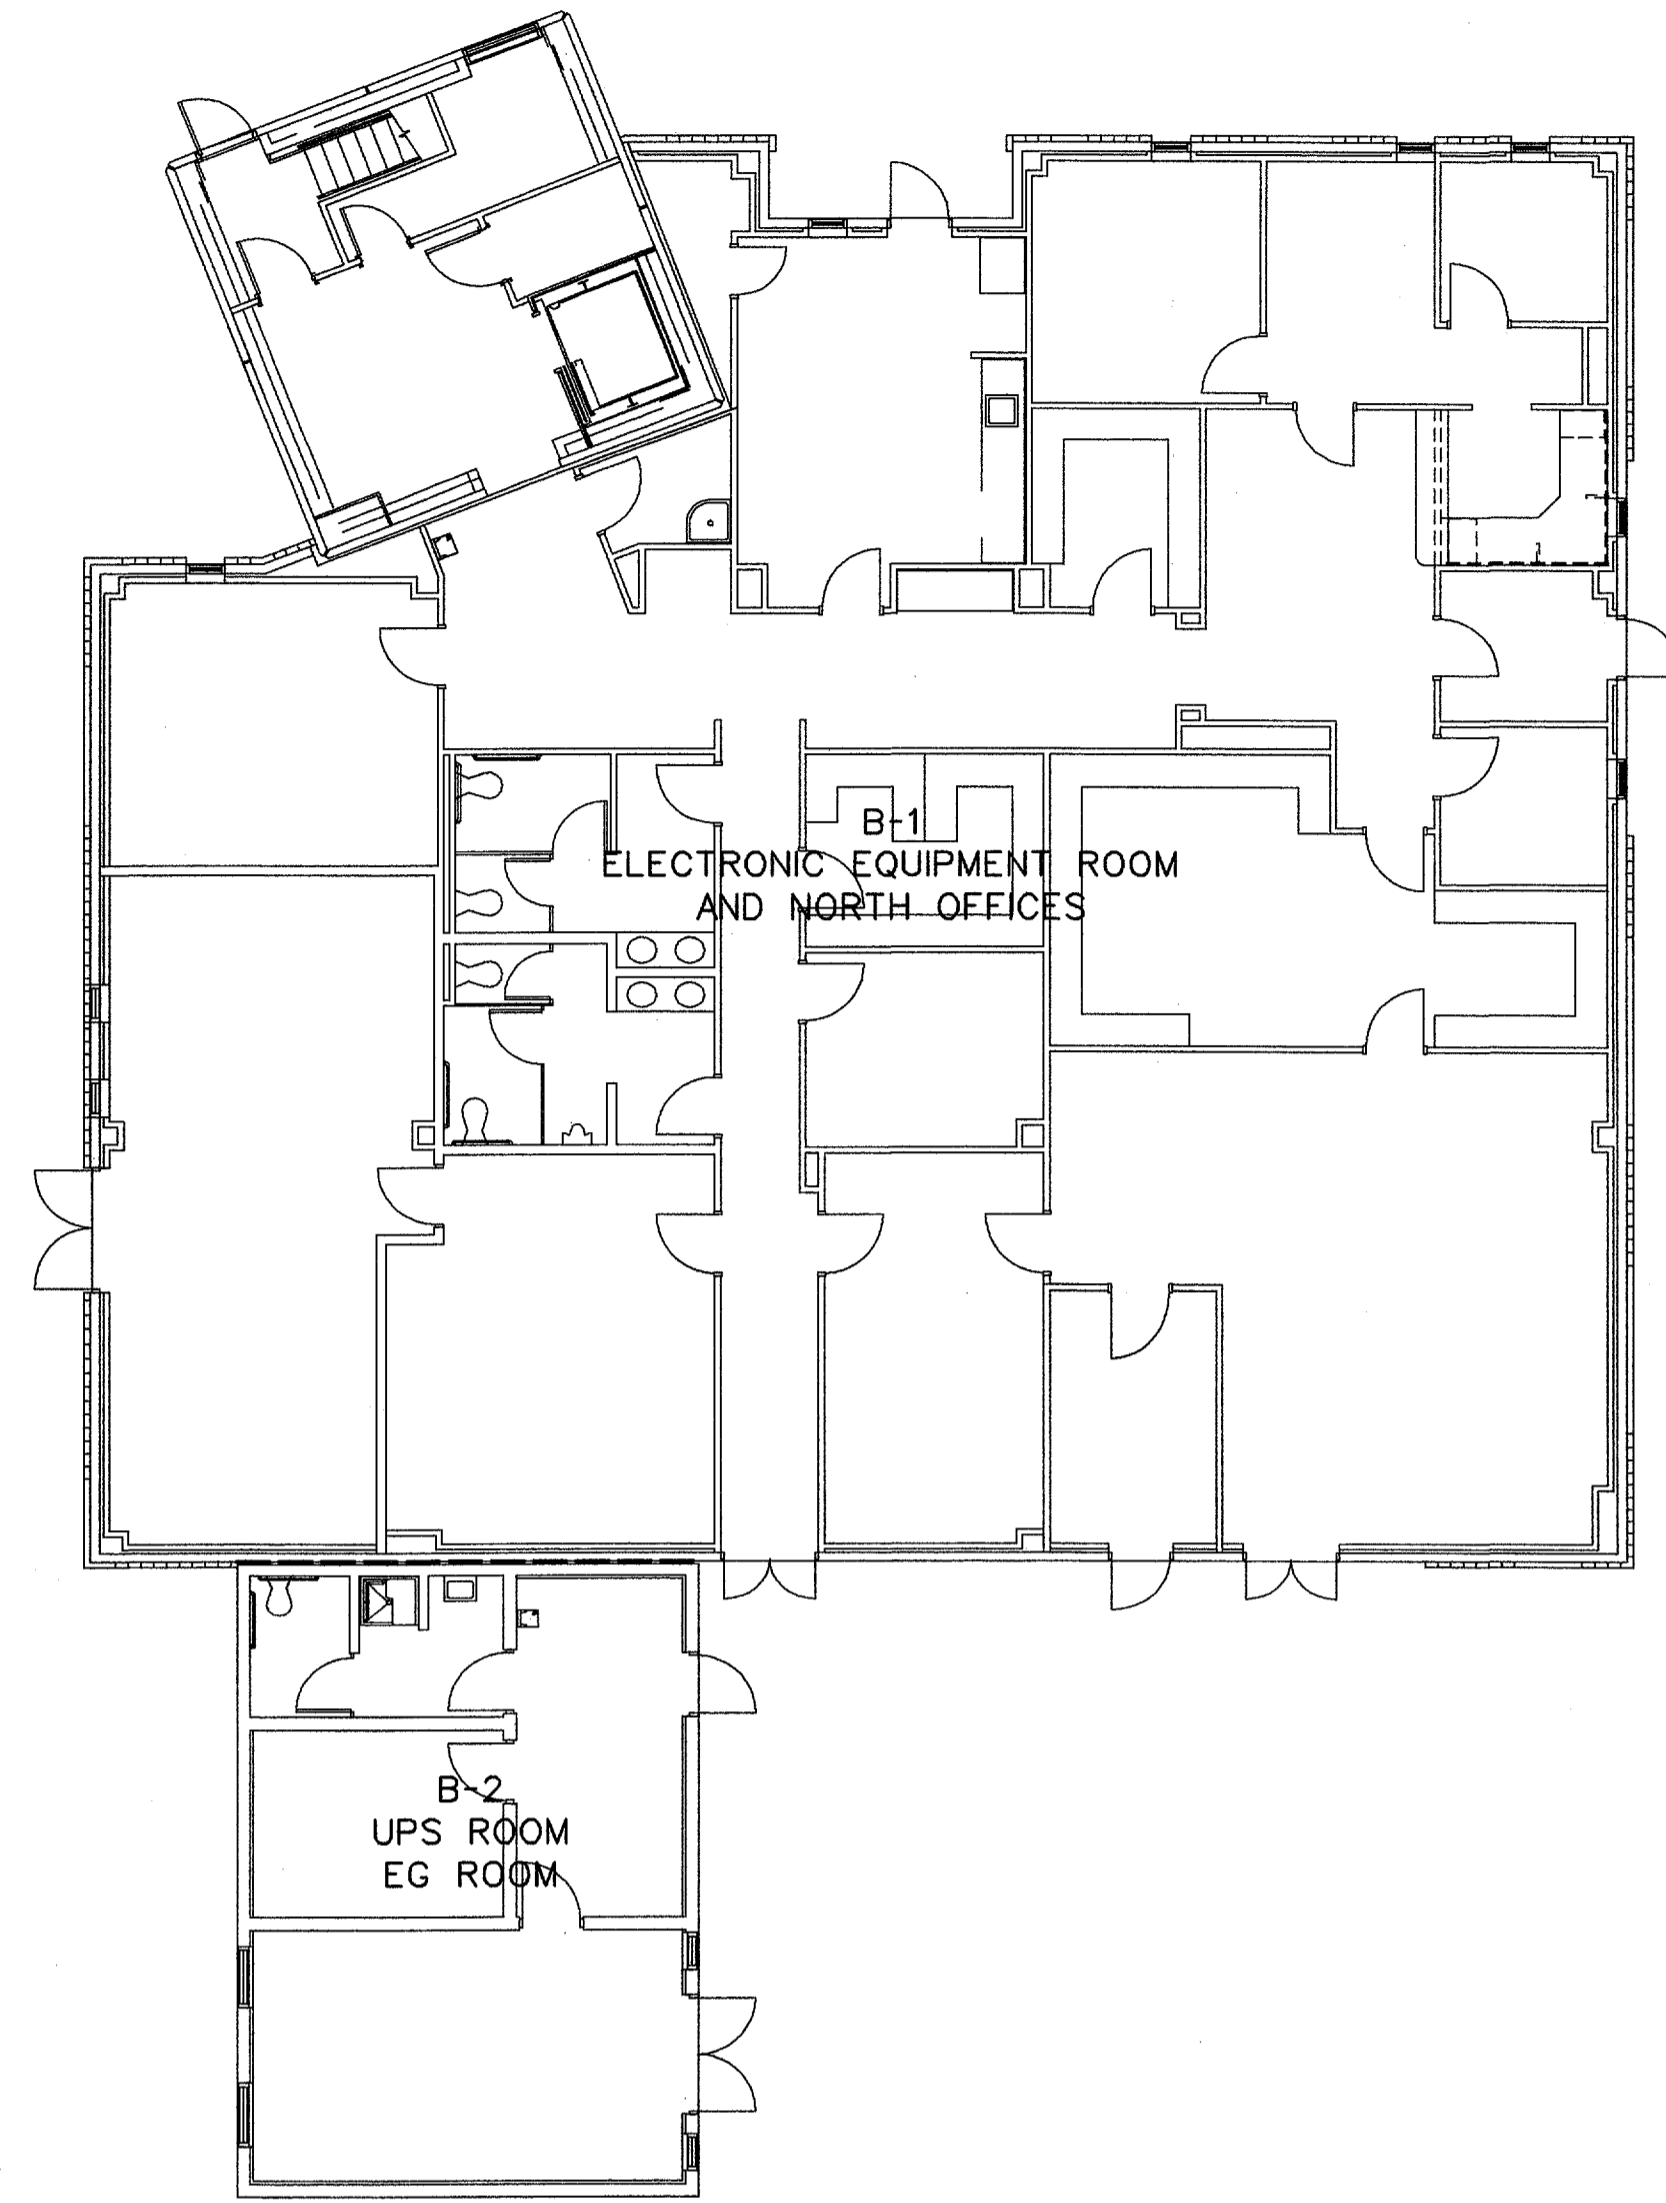 B-1
ELECTRONIC EQUIPMENT ROOM
AND NORTH OFFICES
B-2
UPS ROOM
EG ROOM